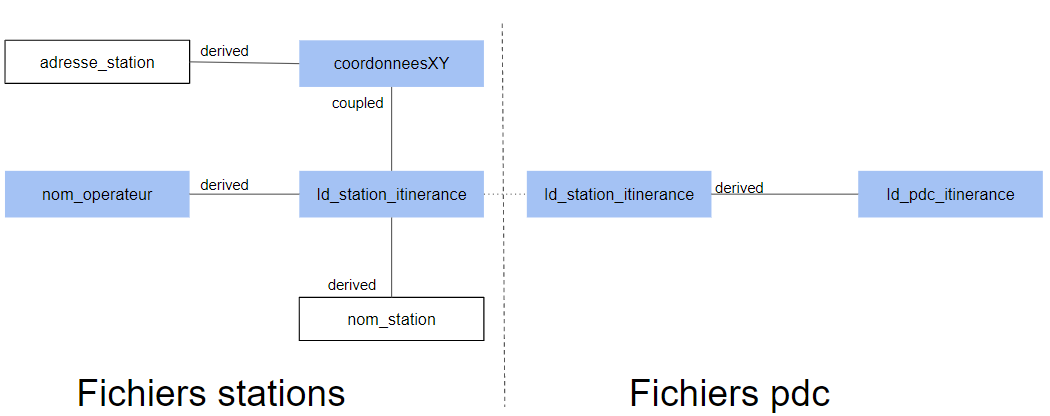 adresse_station
derived
coordonneesXY
coupled
nom_operateur
derived
Id_station_itinerance
Id_station_itinerance
derived
Id_pdc_itinerance
derived
nom_station
Fichiers stations
Fichiers pdc